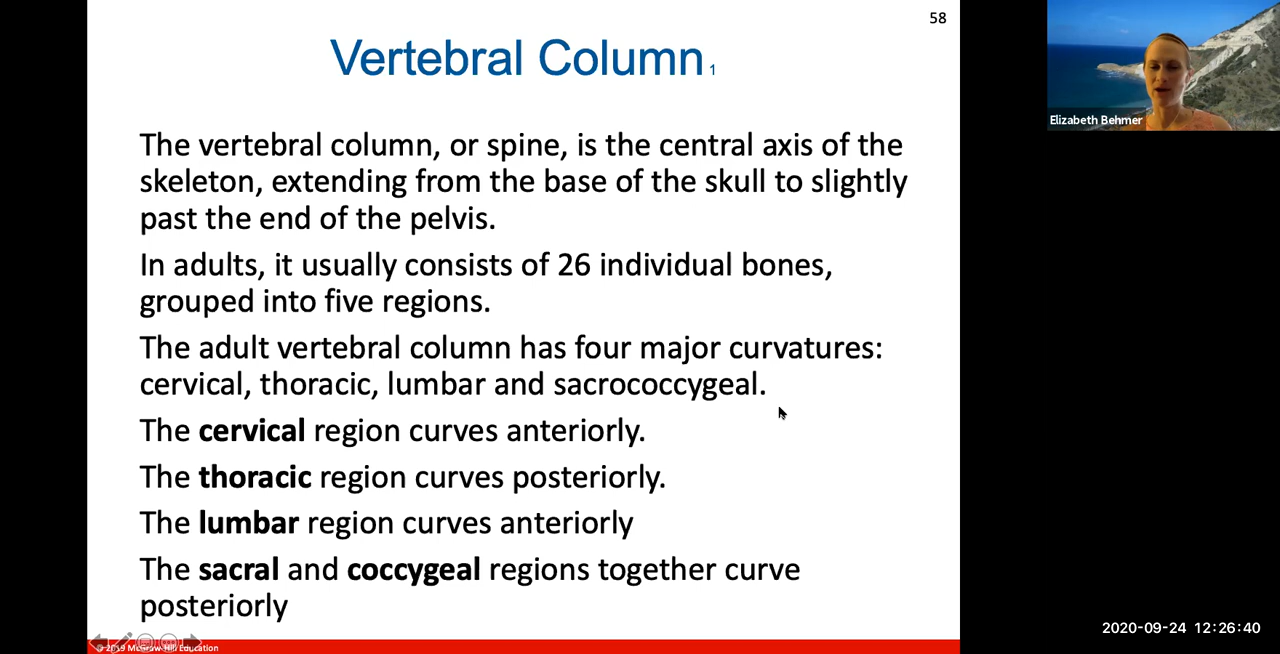 58
Vertebral Column 1
Elizabeth Behmer
The vertebral column, or spine, is the central axis of the
skeleton, extending from the base of the skull to slightly
past the end of the pelvis.
In adults, it usually consists of 26 individual bones,
grouped into five regions.
The adult vertebral column has four major curvatures:
cervical, thoracic, lumbar and sacrococcygeal.
The cervical region curves anteriorly.
The thoracic region curves posteriorly.
The lumbar region curves anteriorly
The sacral and coccygeal regions together curve
posteriorly
© 2019 McGraw-Hill Education
2020-09-24 12:26:40